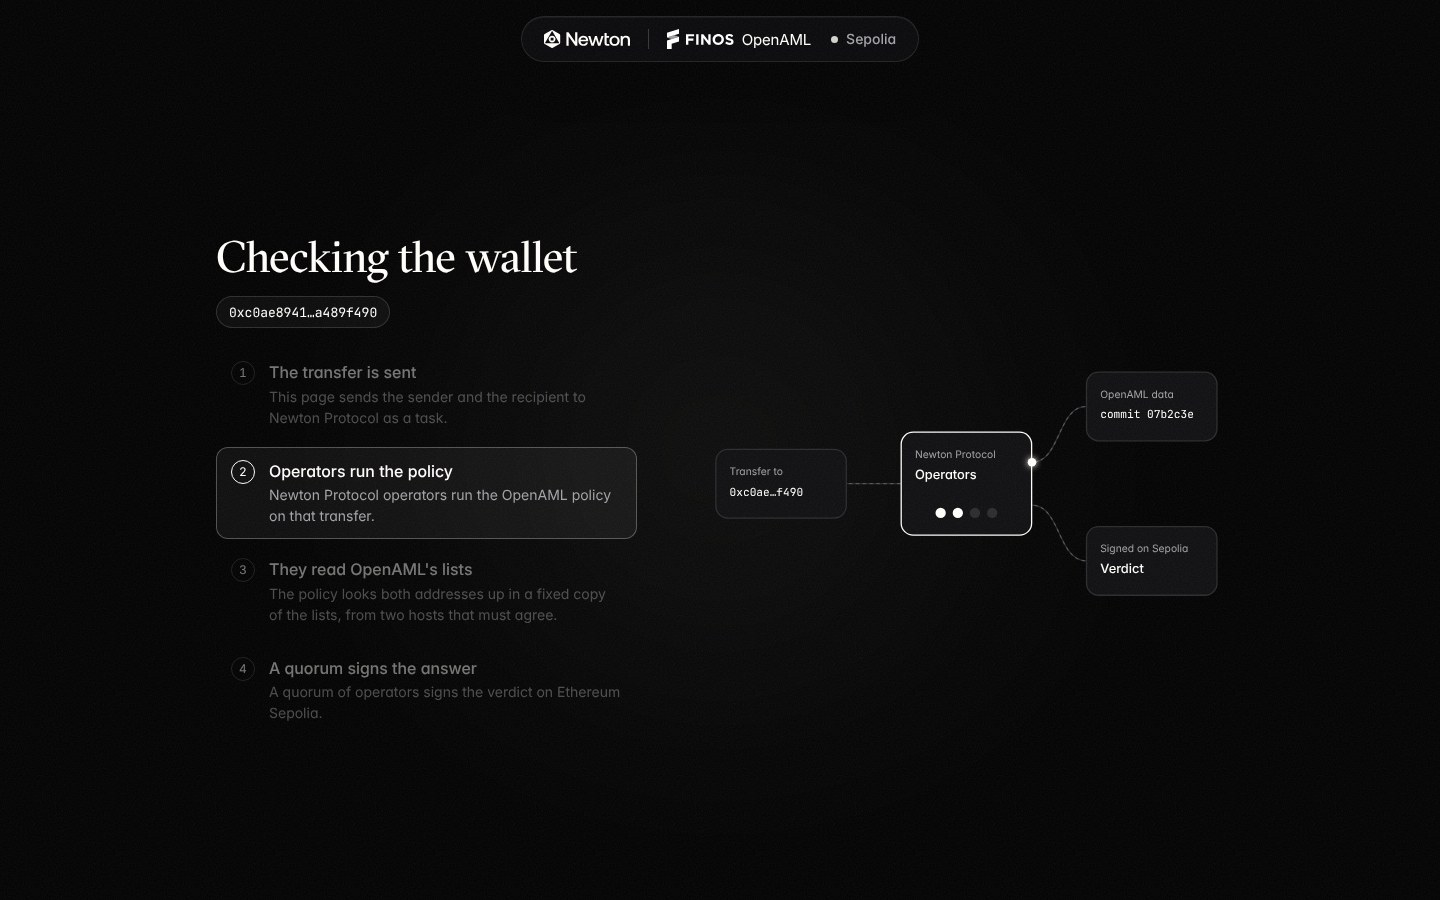 Newton
FINOS OpenAML
Sepolia
Checking the wallet
0xc0ae8941…a489f490
1
The transfer is sent
This page sends the sender and the recipient to
Newton Protocol as a task.
2
Operators run the policy
Newton Protocol operators run the OpenAML policy
on that transfer.
3
They read OpenAML's lists
The policy looks both addresses up in a fixed copy
of the lists, from two hosts that must agree.
4
A quorum signs the answer
A quorum of operators signs the verdict on Ethereum
Sepolia.
Transfer to
0xc0ae…f490
Newton Protocol
Operators
OpenAML data
commit 07b2c3e
Signed on Sepolia
Verdict